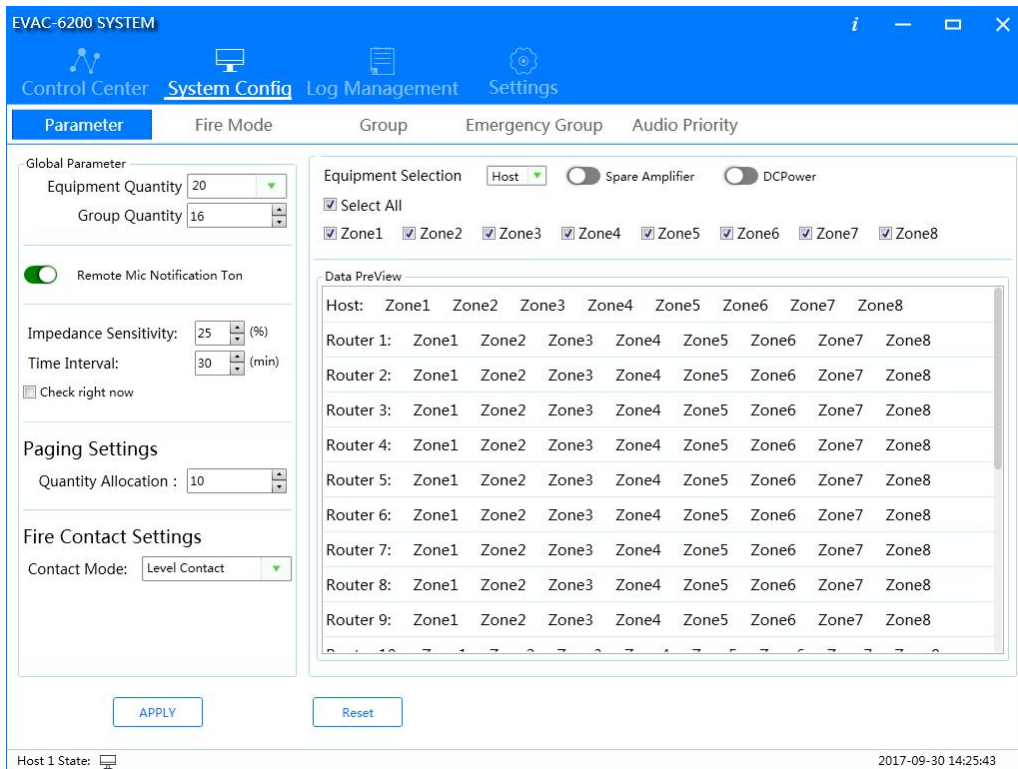 EVAC-6200 SYSTEM
i
Control Center System Config Log Management Settings
Parameter Fire Mode Group Emergency Group Audio Priority
Global Parameter
Equipment Quantity 20
Group Quantity 16
Remote Mic Notification Ton
Impedance Sensitivity: 25 (%)
Time Interval: 30 (min)
Check right now
Paging Settings
Quantity Allocation : 10
Fire Contact Settings
Contact Mode: Level Contact
Equipment Selection Host Spare Amplifier DCPower
Select All
Zone1 Zone2 Zone3 Zone4 Zone5 Zone6 Zone7 Zone8
Data PreView
Host: Zone1 Zone2 Zone3 Zone4 Zone5 Zone6 Zone7 Zone8
Router 1: Zone1 Zone2 Zone3 Zone4 Zone5 Zone6 Zone7 Zone8
Router 2: Zone1 Zone2 Zone3 Zone4 Zone5 Zone6 Zone7 Zone8
Router 3: Zone1 Zone2 Zone3 Zone4 Zone5 Zone6 Zone7 Zone8
Router 4: Zone1 Zone2 Zone3 Zone4 Zone5 Zone6 Zone7 Zone8
Router 5: Zone1 Zone2 Zone3 Zone4 Zone5 Zone6 Zone7 Zone8
Router 6: Zone1 Zone2 Zone3 Zone4 Zone5 Zone6 Zone7 Zone8
Router 7: Zone1 Zone2 Zone3 Zone4 Zone5 Zone6 Zone7 Zone8
Router 8: Zone1 Zone2 Zone3 Zone4 Zone5 Zone6 Zone7 Zone8
Router 9: Zone1 Zone2 Zone3 Zone4 Zone5 Zone6 Zone7 Zone8
APPLY Reset
Host 1 State: 2017-09-30 14:25:43